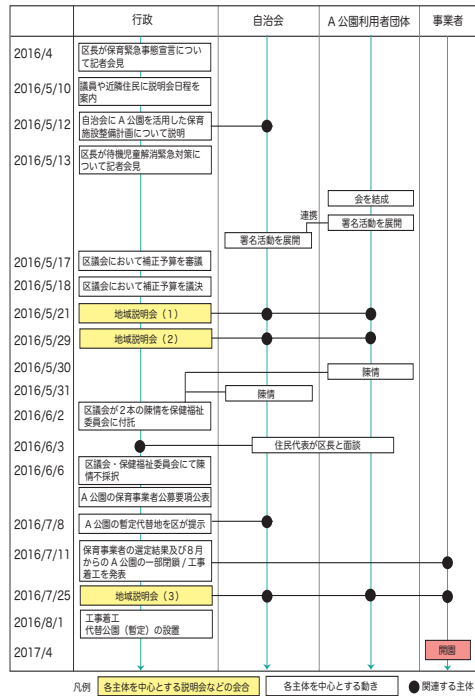 行政 自治会 A公園利用者団体 事業者
2016/4
区長が保育緊急事態宣言につい
て記者会見
2016/5/10
議員や近隣住民に説明会日程を
案内
2016/5/12
自治会にA公園を活用した保育
施設整備計画について説明
2016/5/13
区長が待機児童解消緊急対策に
ついて記者会見
会を結成
連携
署名活動を展開
署名活動を展開
2016/5/17
区議会において補正予算を審議
2016/5/18
区議会において補正予算を議決
2016/5/21
地域説明会（1）
2016/5/29
地域説明会（2）
2016/5/30
陳情
2016/5/31
陳情
2016/6/2
区議会が2本の陳情を保健福祉
委員会に付託
2016/6/3
住民代表が区長と面談
2016/6/6
区議会・保健福祉委員会にて陳
情不採択
A公園の保育事業者公募要項公表
2016/7/8
A公園の暫定代替地を区が提示
2016/7/11
保育事業者の選定結果及び8月
からのA公園の一部閉鎖/工事
着工を発表
2016/7/25
地域説明会（3）
2016/8/1
工事着工
代替公園（暫定）の設置
2017/4
開園
凡例 各主体を中心とする説明会などの会合 各主体を中心とする動き 関連する主体